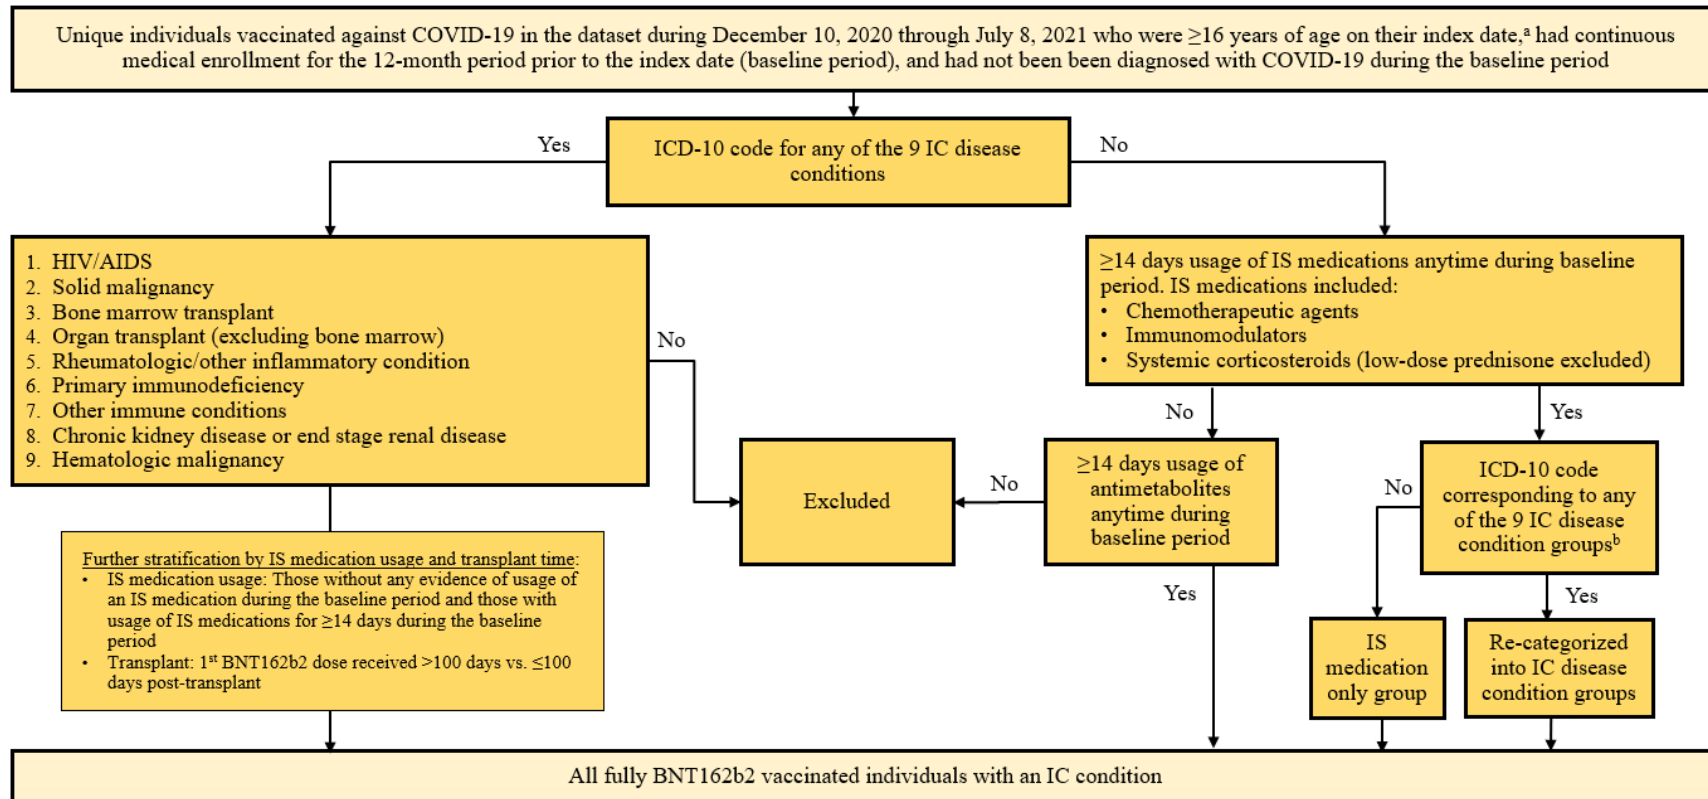 Unique individuals vaccinated against COVID-19 in the dataset during December 10, 2020 through July 8, 2021 who were ≥16 years of age on their index date,ᵃ had continuous
medical enrollment for the 12-month period prior to the index date (baseline period), and had not been been diagnosed with COVID-19 during the baseline period
Yes
ICD-10 code for any of the 9 IC disease
conditions
No
1. HIV/AIDS
2. Solid malignancy
3. Bone marrow transplant
4. Organ transplant (excluding bone marrow)
5. Rheumatologic/other inflammatory condition
6. Primary immunodeficiency
7. Other immune conditions
8. Chronic kidney disease or end stage renal disease
9. Hematologic malignancy
No
≥14 days usage of IS medications anytime during baseline
period. IS medications included:
• Chemotherapeutic agents
• Immunomodulators
• Systemic corticosteroids (low-dose prednisone excluded)
No
Yes
Excluded
No
≥14 days usage of
antimetabolites
anytime during
baseline period
No
ICD-10 code
corresponding to any
of the 9 IC disease
condition groupsᵇ
Further stratification by IS medication usage and transplant time:
• IS medication usage: Those without any evidence of usage of
an IS medication during the baseline period and those with
usage of IS medications for ≥14 days during the baseline
period
• Transplant: 1ˢᵗ BNT162b2 dose received >100 days vs. ≤100
days post-transplant
Yes
Yes
IS
medication
only group
Re-categorized
into IC disease
condition groups
All fully BNT162b2 vaccinated individuals with an IC condition